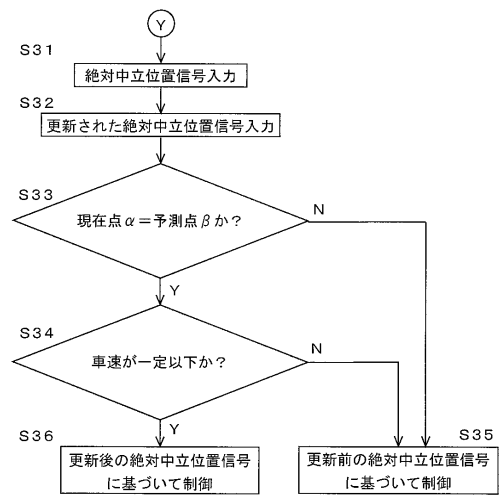 Y
S31
絶対中立位置信号入力
S32
更新された絶対中立位置信号入力
S33
現在点α＝予測点βか？
N
Y
S34
車速が一定以下か？
N
Y
S36
更新後の絶対中立位置信号
に基づいて制御
S35
更新前の絶対中立位置信号
に基づいて制御